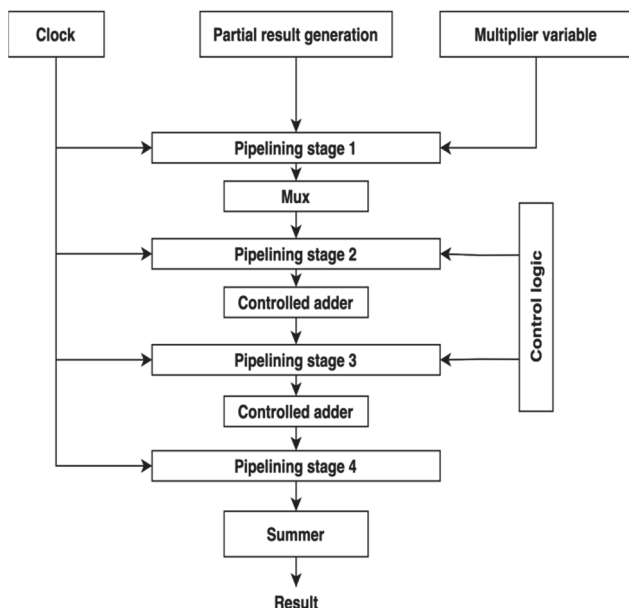 Clock
Partial result generation
Multiplier variable
Pipelining stage 1
Mux
Pipelining stage 2
Controlled adder
Control logic
Pipelining stage 3
Controlled adder
Pipelining stage 4
Summer
Result